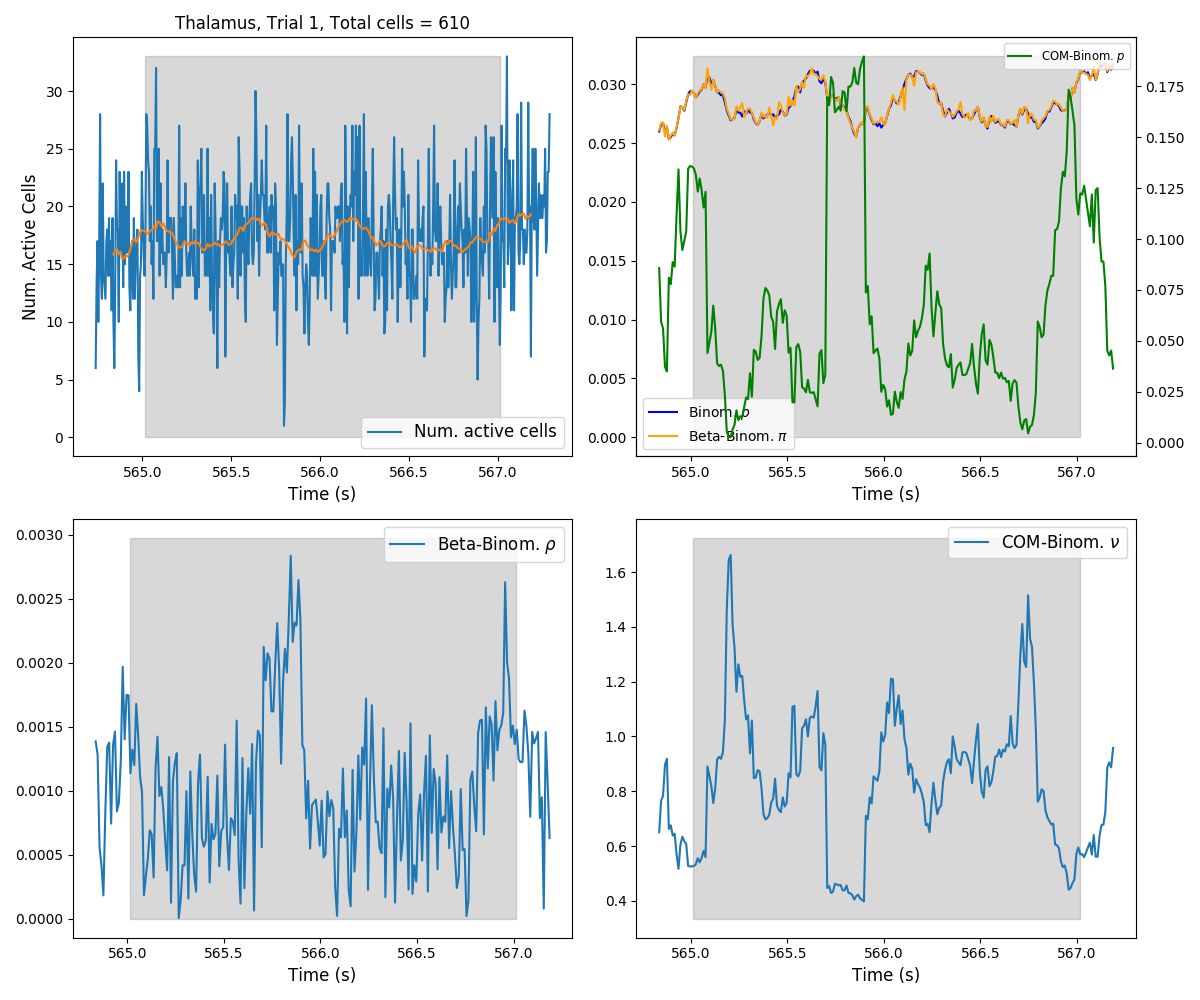 Thalamus, Trial 1, Total cells = 610
Num. Active Cells
30
25
20
15
10
5
0
565.0 565.5 566.0 566.5 567.0
Time (s)
Num. active cells
COM-Binom. p
0.030
0.025
0.020
0.015
0.010
0.005
0.000
0.175
0.150
0.125
0.100
0.075
0.050
0.025
0.000
Binom. p
Beta-Binom. π
565.0 565.5 566.0 566.5 567.0
Time (s)
Beta-Binom. ρ
0.0030
0.0025
0.0020
0.0015
0.0010
0.0005
0.0000
565.0 565.5 566.0 566.5 567.0
Time (s)
COM-Binom. ν
1.6
1.4
1.2
1.0
0.8
0.6
0.4
565.0 565.5 566.0 566.5 567.0
Time (s)